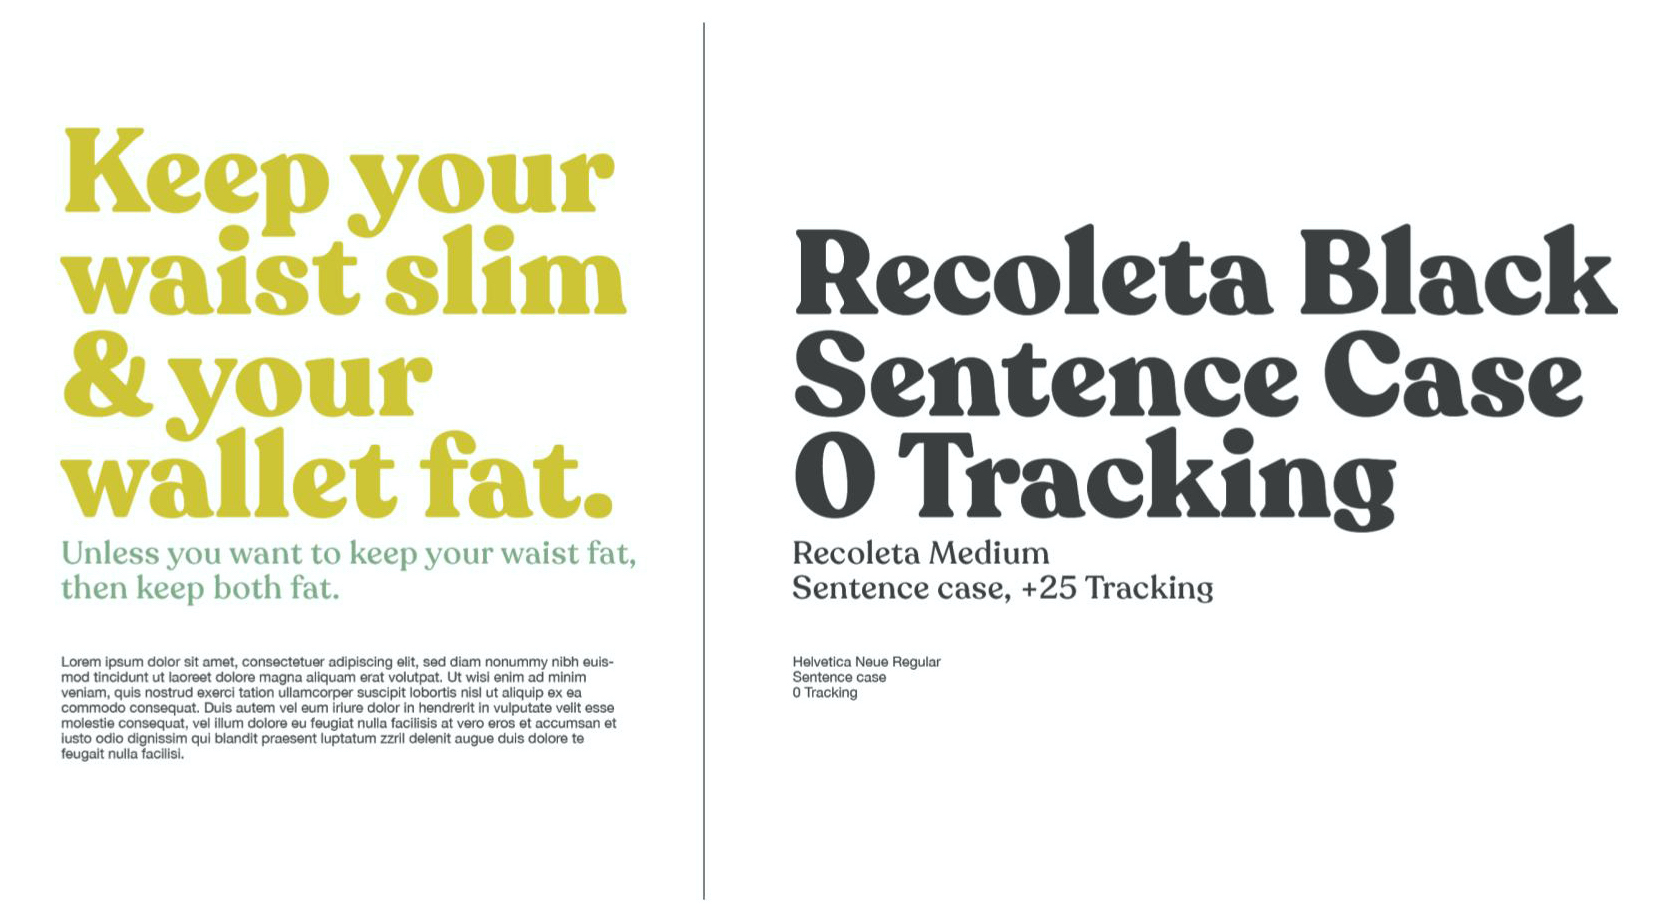 Keep your
waist slim
& your
wallet fat.
Unless you want to keep your waist fat,
then keep both fat.
Lorem ipsum dolor sit amet, consectetuer adipiscing elit, sed diam nonummy nibh euis-
mod tincidunt ut laoreet dolore magna aliquam erat volutpat. Ut wisi enim ad minim
veniam, quis nostrud exerci tation ullamcorper suscipit lobortis nisl ut aliquip ex ea
commodo consequat. Duis autem vel eum iriure dolor in hendrerit in vulputate velit esse
molestie consequat, vel illum dolore eu feugiat nulla facilisis at vero eros et accumsan et
iusto odio dignissim qui blandit praesent luptatum zzril delenit augue duis dolore te
feugait nulla facilisi.
Recoleta Black
Sentence Case
0 Tracking
Recoleta Medium
Sentence case, +25 Tracking
Helvetica Neue Regular
Sentence case
0 Tracking